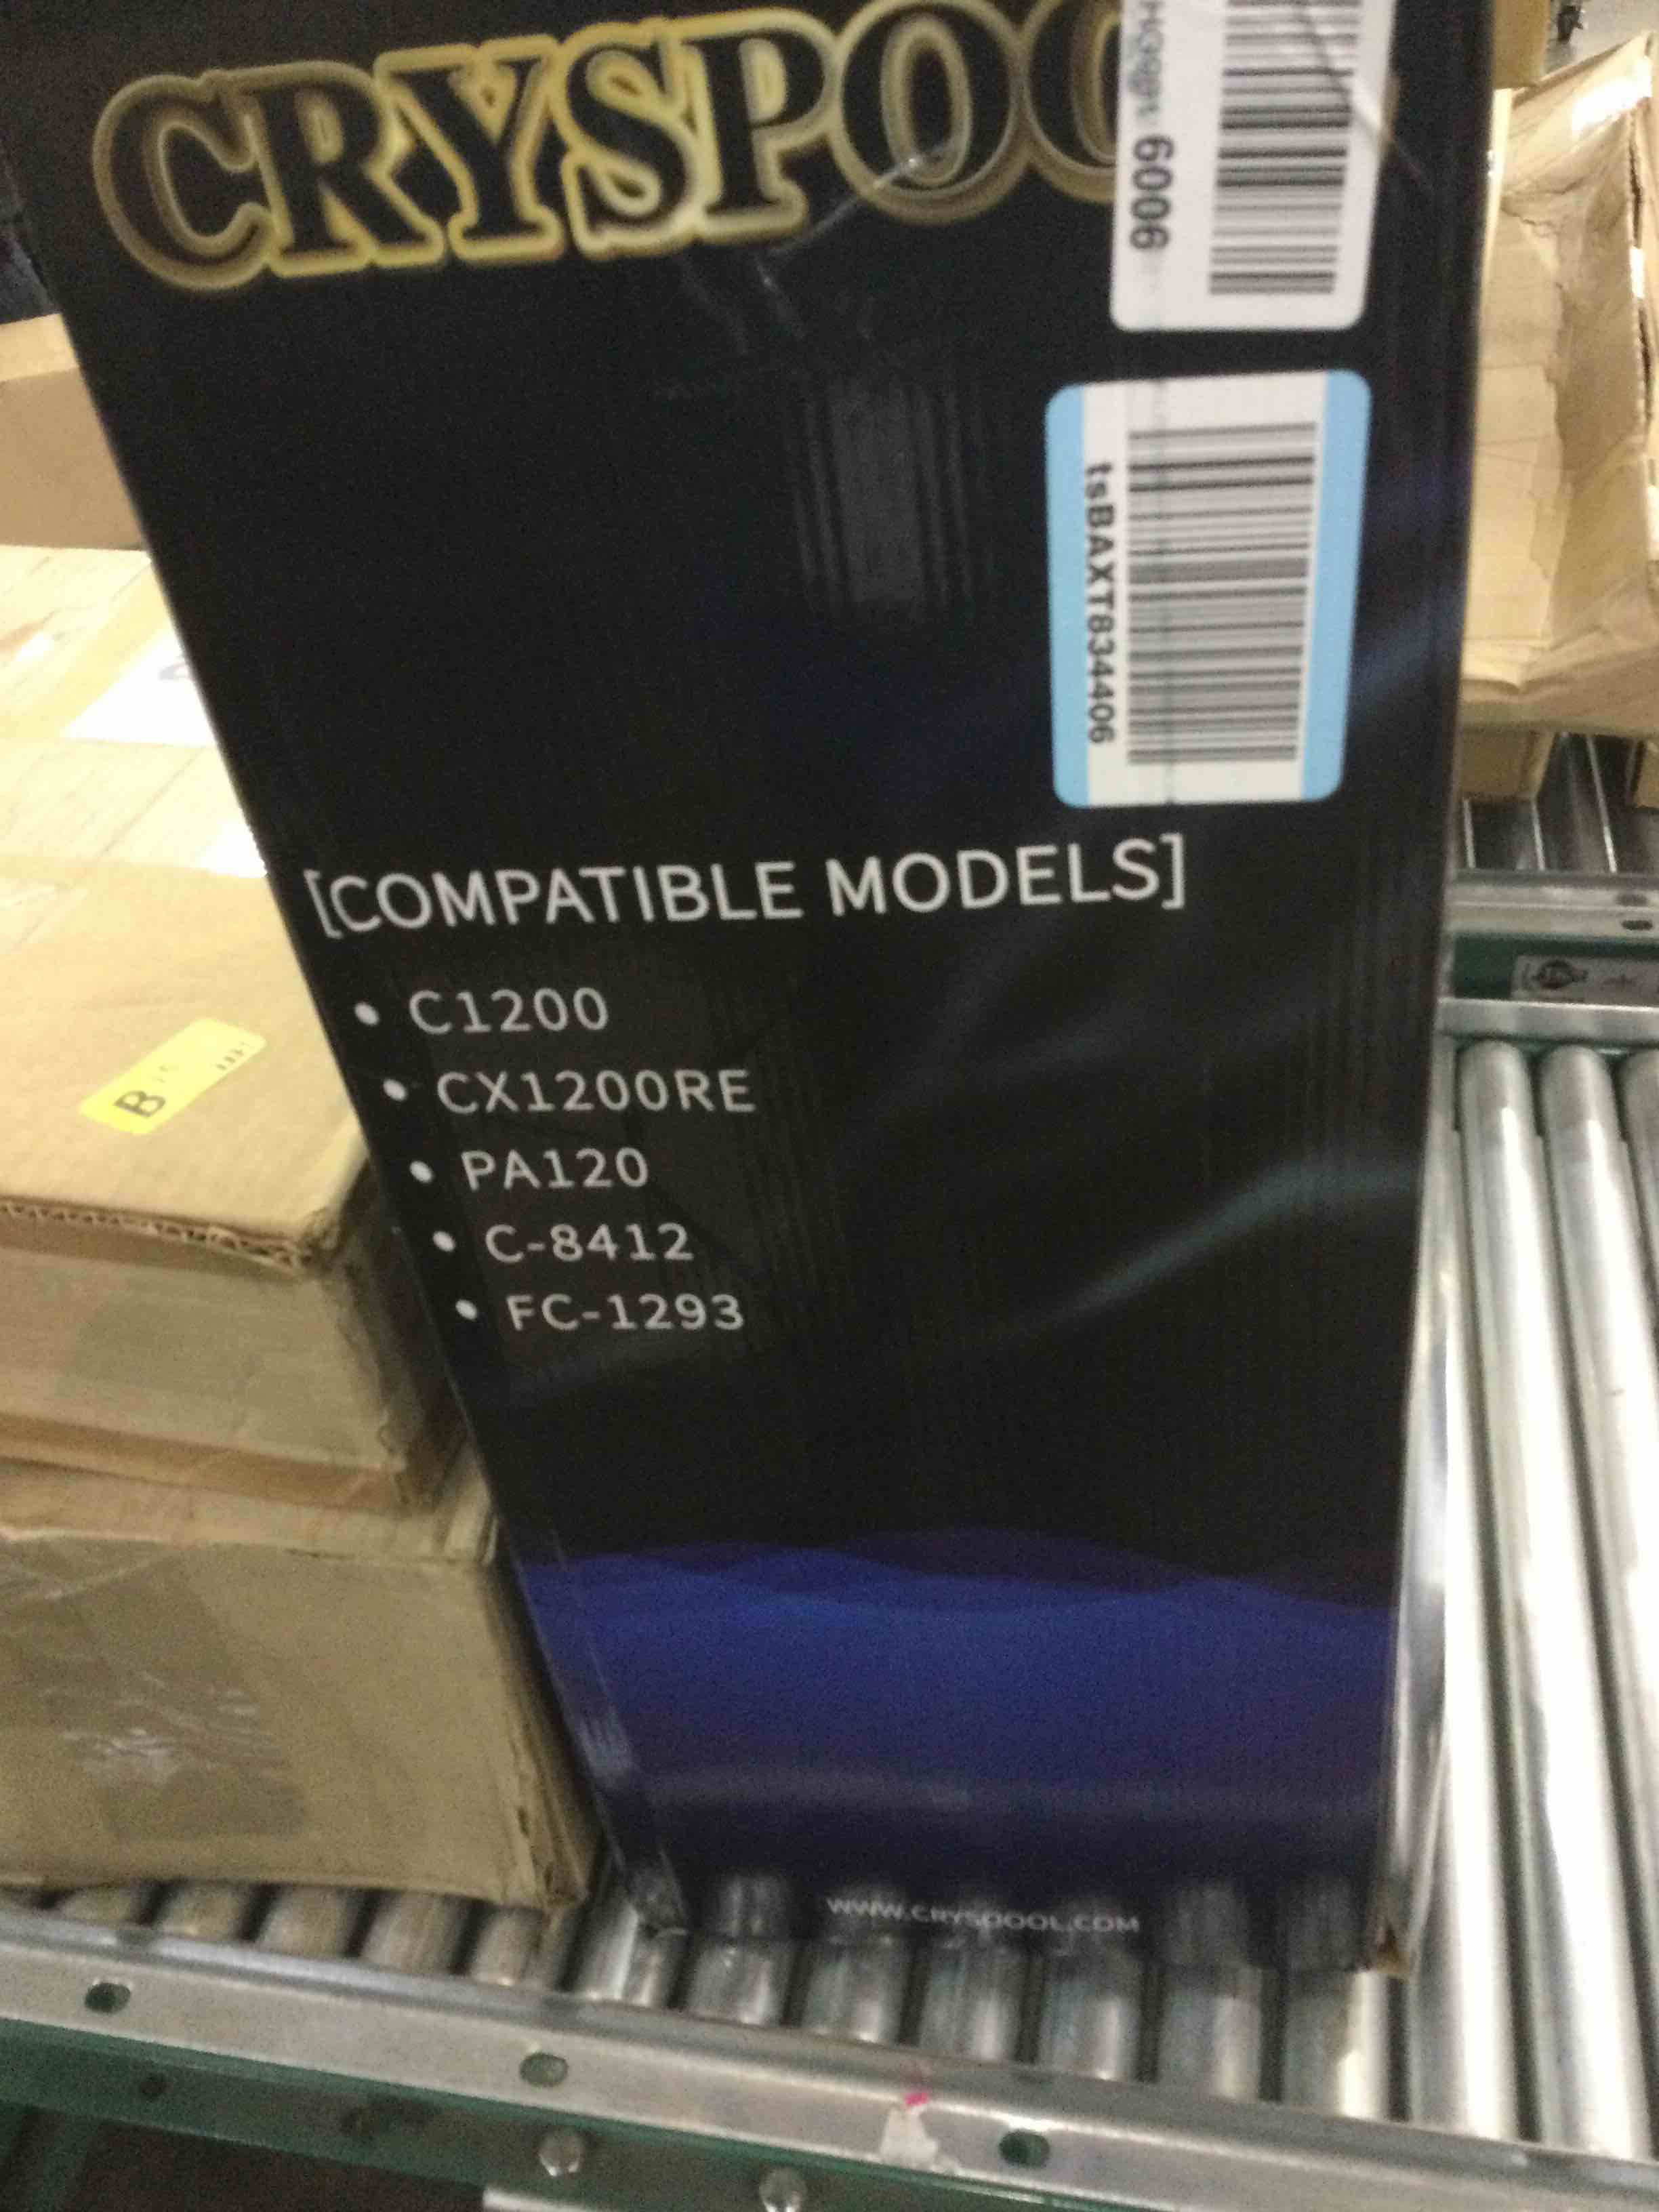 CRYSPOO
6006
tsBAXT834406
[COMPATIBLE MODELS]
• C1200
• CX1200RE
• PA120
• C-8412
• FC-1293
WWW.CRYSPOOL.COM
B